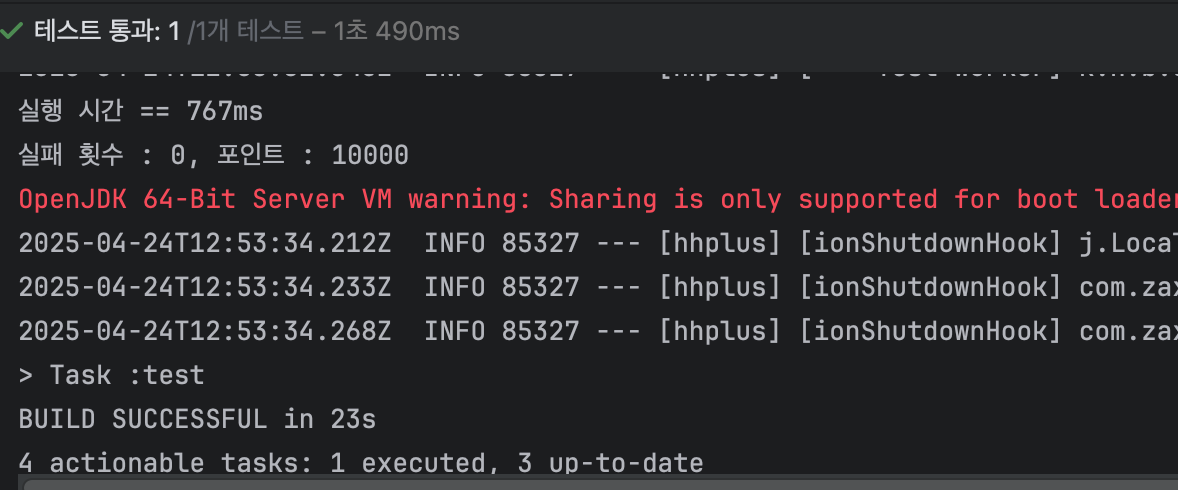 테스트 통과: 1 /1개 테스트 – 1초 490ms
실행 시간 == 767ms
실패 횟수 : 0, 포인트 : 10000
OpenJDK 64-Bit Server VM warning: Sharing is only supported for boot loader
2025-04-24T12:53:34.212Z  INFO 85327 --- [hhplus] [ionShutdownHook] j.Local
2025-04-24T12:53:34.233Z  INFO 85327 --- [hhplus] [ionShutdownHook] com.zax
2025-04-24T12:53:34.268Z  INFO 85327 --- [hhplus] [ionShutdownHook] com.zax
> Task :test
BUILD SUCCESSFUL in 23s
4 actionable tasks: 1 executed, 3 up-to-date